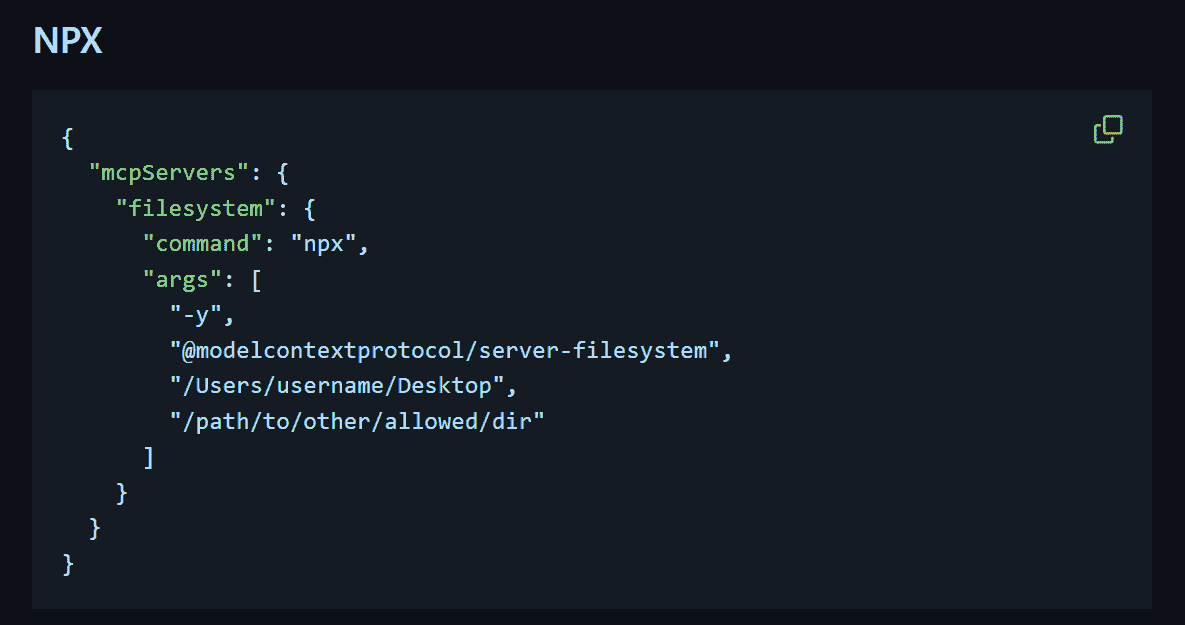 NPX
{
  "mcpServers": {
    "filesystem": {
      "command": "npx",
      "args": [
        "-y",
        "@modelcontextprotocol/server-filesystem",
        "/Users/username/Desktop",
        "/path/to/other/allowed/dir"
      ]
    }
  }
}